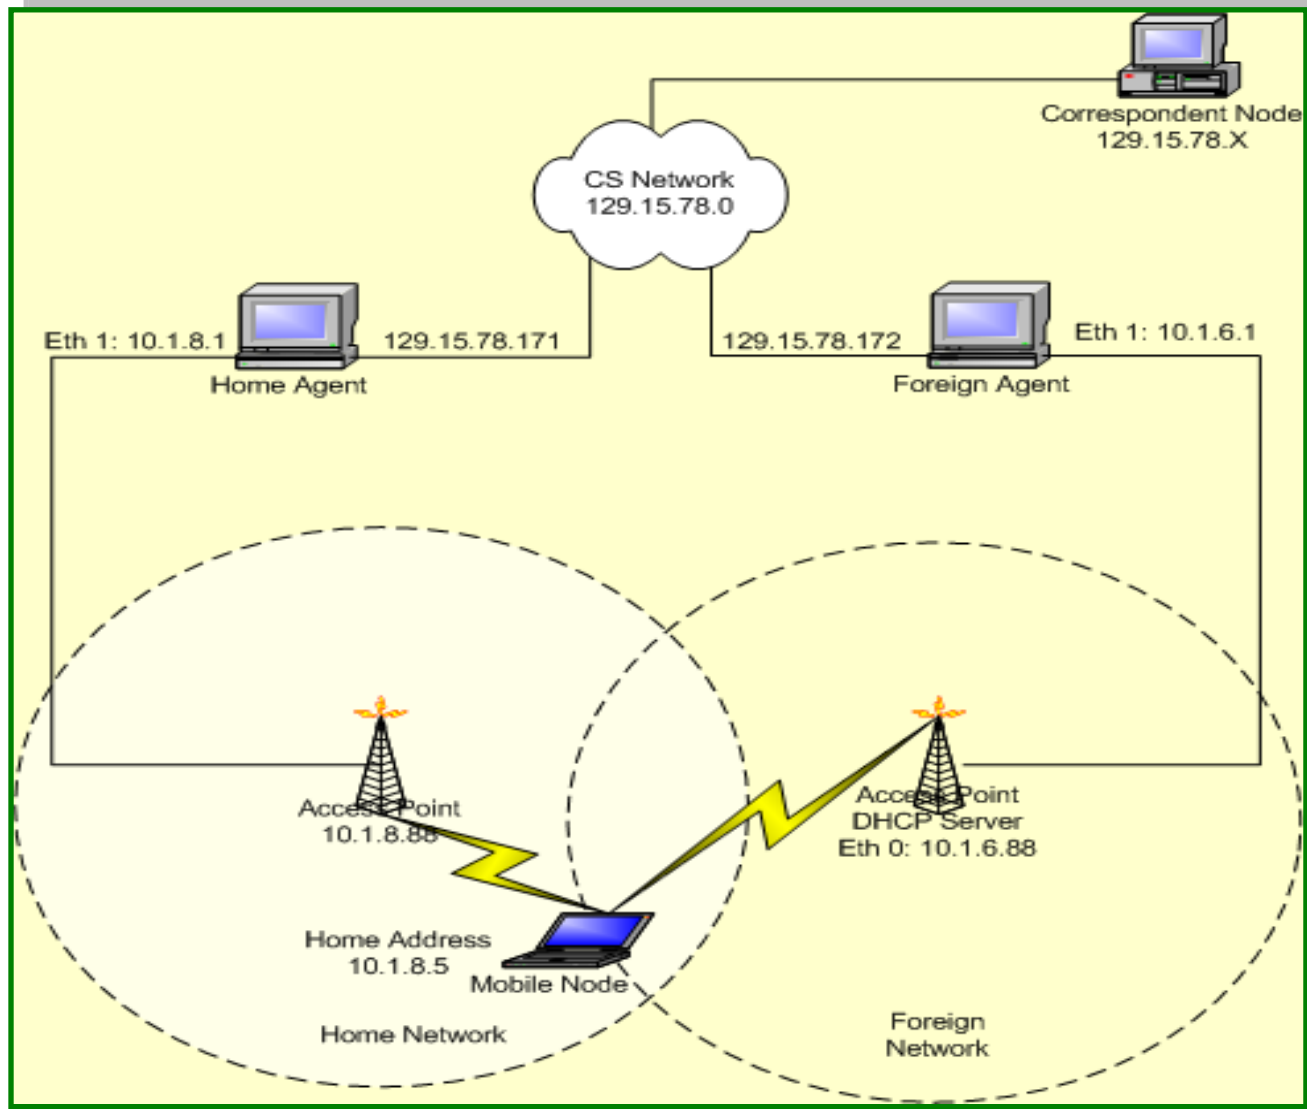 Correspondent Node
129.15.78.X
CS Network
129.15.78.0
Eth 1: 10.1.8.1
129.15.78.171
Home Agent
129.15.78.172
Eth 1: 10.1.6.1
Foreign Agent
Access Point
10.1.8.88
Access Point
DHCP Server
Eth 0: 10.1.6.88
Home Address
10.1.8.5
Mobile Node
Home Network
Foreign
Network